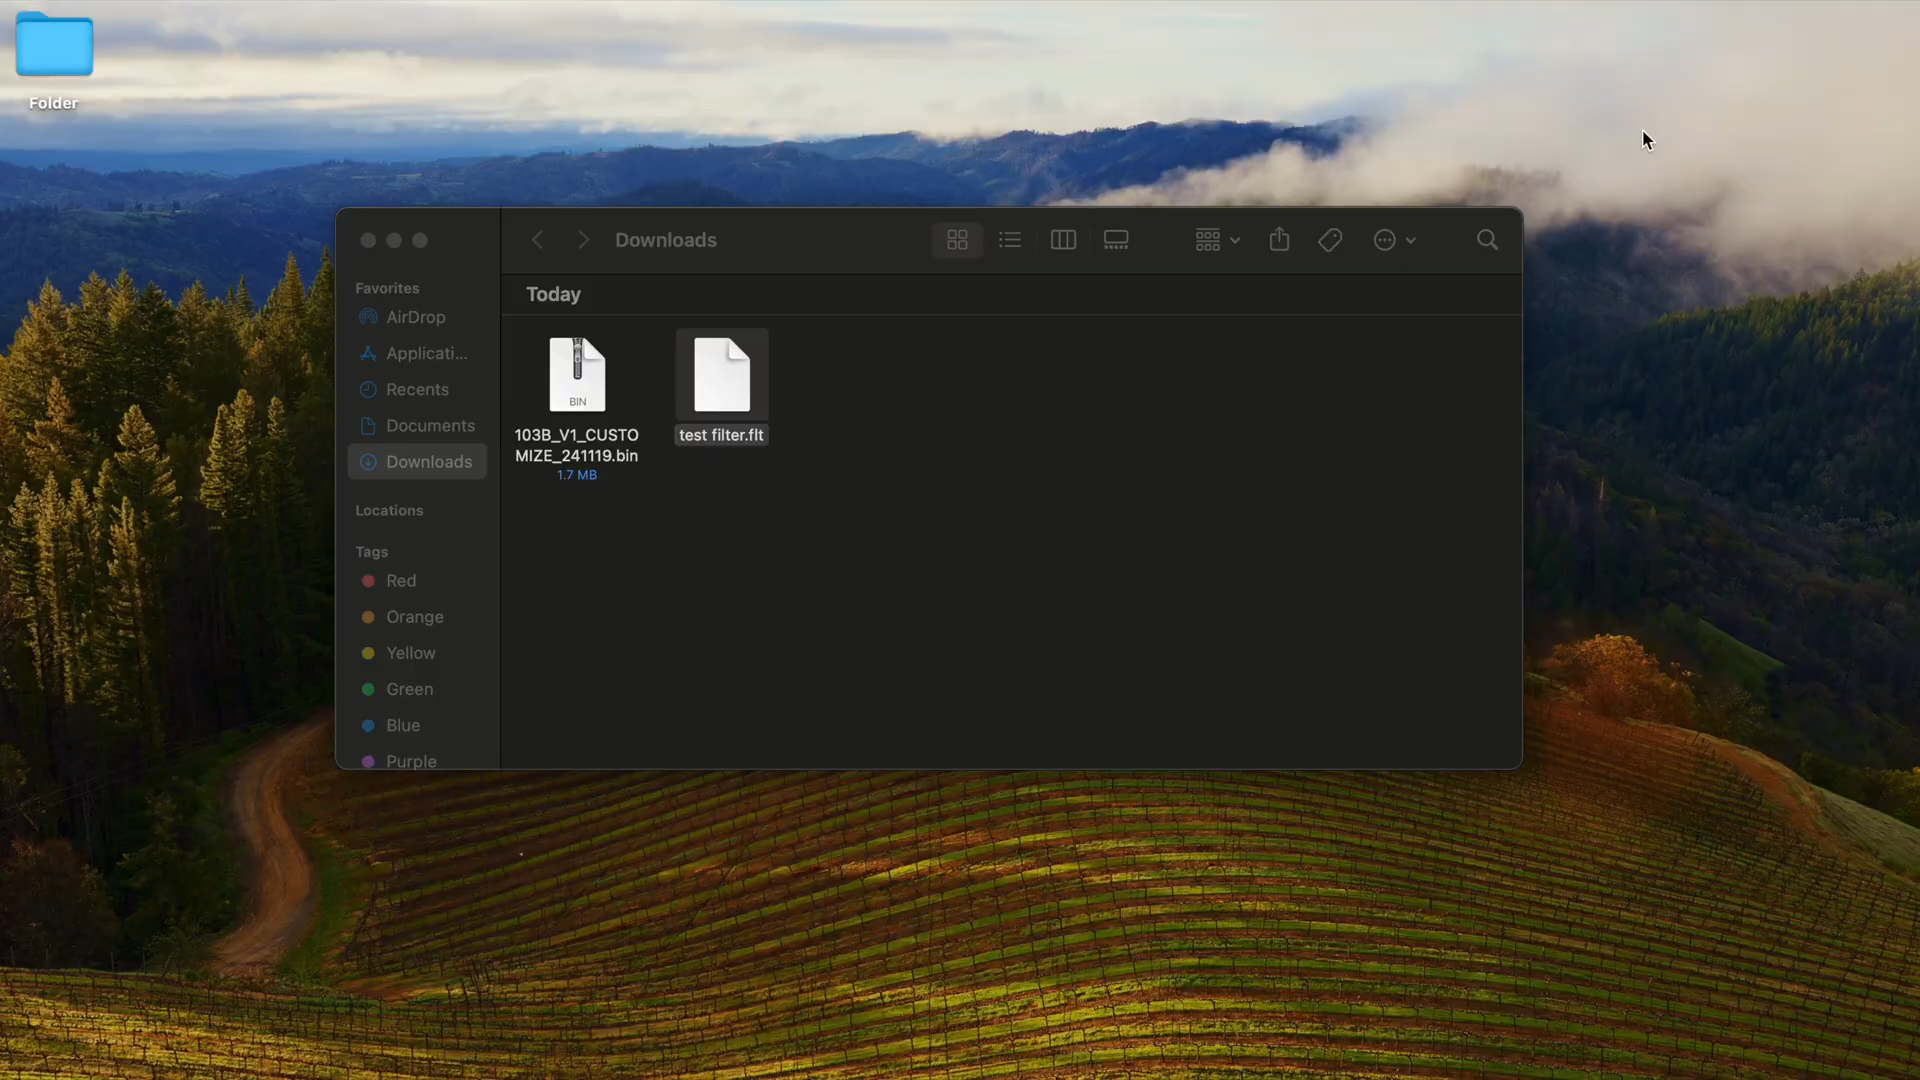 Folder
Downloads
Favorites
AirDrop
Applicati...
Recents
Documents
Downloads
Locations
Tags
Red
Orange
Yellow
Green
Blue
Purple
Today
BIN
103B_V1_CUSTO
MIZE_241119.bin
1.7 MB
test filter.flt